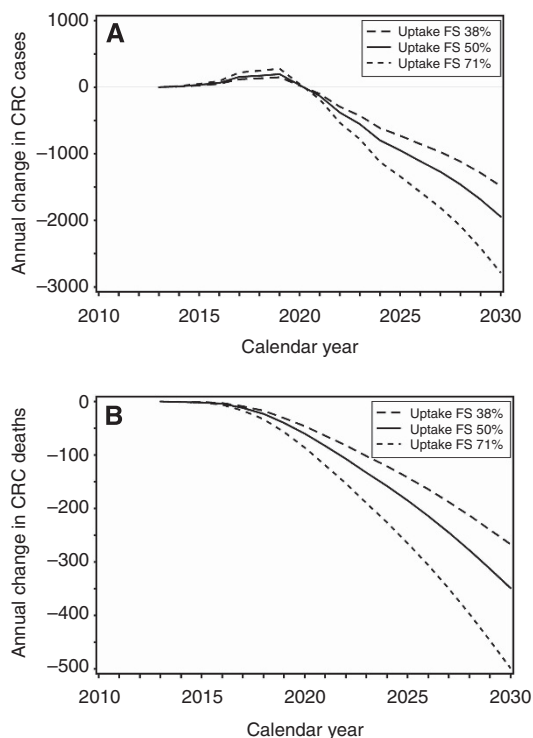 A
Uptake FS 38%
Uptake FS 50%
Uptake FS 71%
Annual change in CRC cases
1000
0
–1000
–2000
–3000
2010 2015 2020 2025 2030
Calendar year
B
Uptake FS 38%
Uptake FS 50%
Uptake FS 71%
Annual change in CRC deaths
0
–100
–200
–300
–400
–500
2010 2015 2020 2025 2030
Calendar year